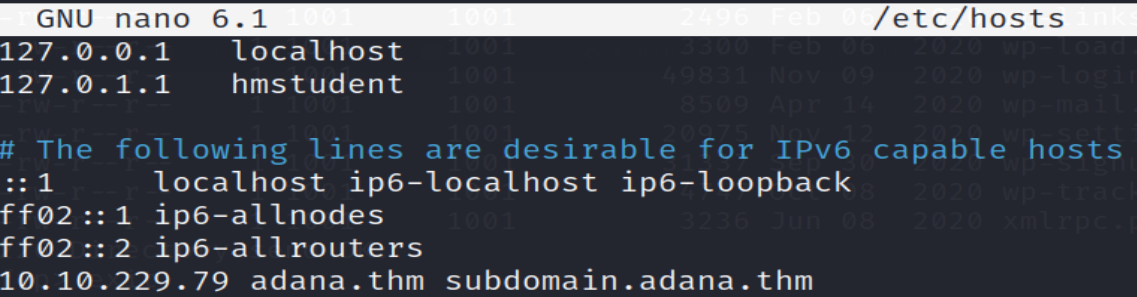 GNU nano 6.1 /etc/hosts
127.0.0.1 localhost
127.0.1.1 hmstudent
# The following lines are desirable for IPv6 capable hosts
::1 localhost ip6-localhost ip6-loopback
ff02::1 ip6-allnodes
ff02::2 ip6-allrouters
10.10.229.79 adana.thm subdomain.adana.thm